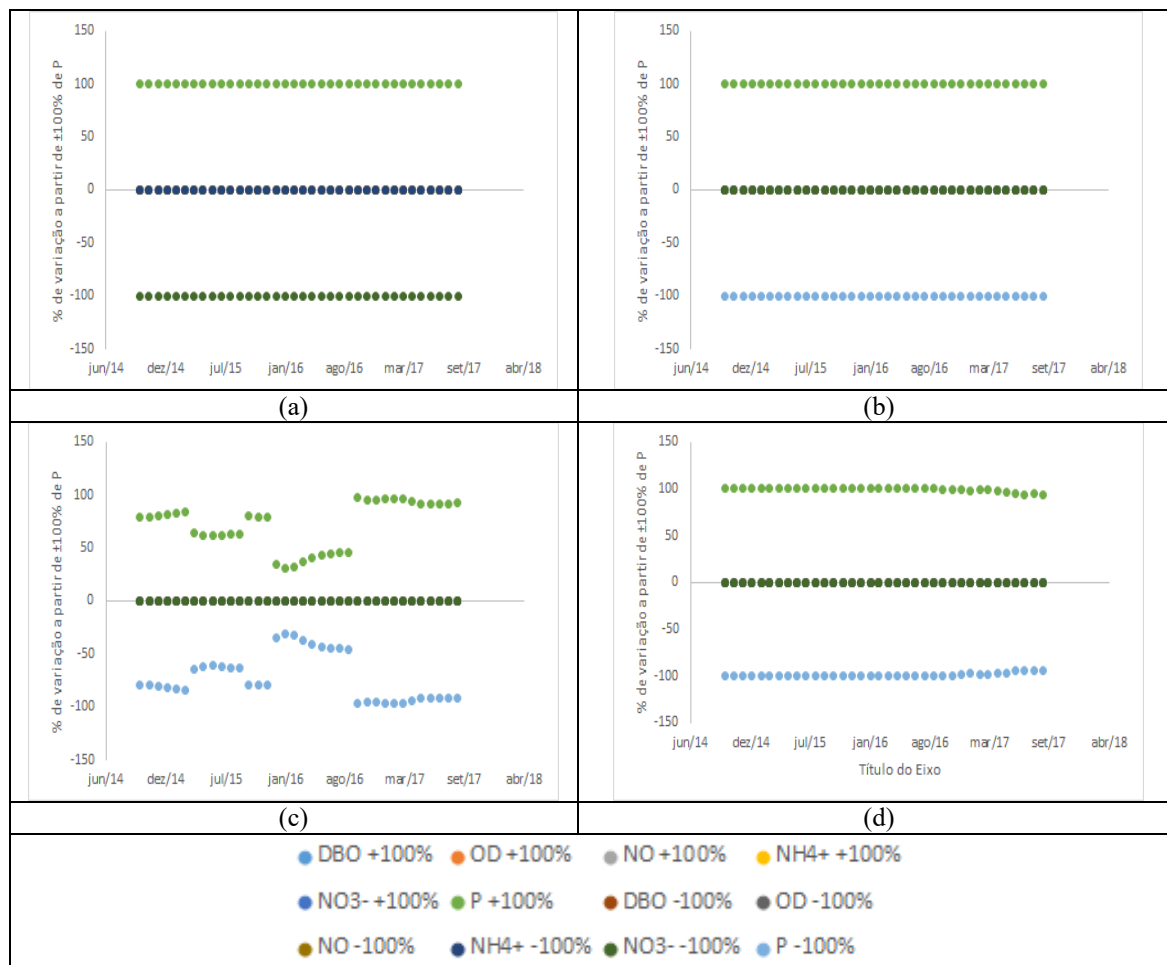 % de variação a partir de ±100% de P
150
100
50
0
-50
-100
-150
jun/14 dez/14 jul/15 jan/16 ago/16 mar/17 set/17 abr/18
% de variação a partir de ±100% de P
150
100
50
0
-50
-100
-150
jun/14 dez/14 jul/15 jan/16 ago/16 mar/17 set/17 abr/18
(a) (b)
% de variação a partir de ±100% de P
150
100
50
0
-50
-100
-150
jun/14 dez/14 jul/15 jan/16 ago/16 mar/17 set/17 abr/18
% de variação a partir de ±100% de P
150
100
50
0
-50
-100
-150
jun/14 dez/14 jul/15 jan/16 ago/16 mar/17 set/17 abr/18
Título do Eixo
(c) (d)
DBO +100% OD +100% NO +100% NH4+ +100%
NO3- +100% P +100% DBO -100% OD -100%
NO -100% NH4+ -100% NO3- -100% P -100%